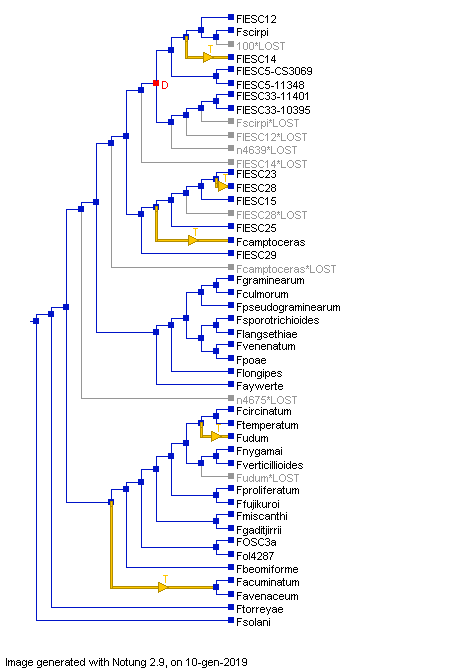 FIESC12
Fscirpi
100*LOST
T
FIESC14
FIESC5-CS3069
D
FIESC5-11348
FIESC33-11401
FIESC33-10395
Fscirpi*LOST
FIESC12*LOST
n4639*LOST
FIESC14*LOST
FIESC23
T
FIESC28
FIESC15
FIESC28*LOST
FIESC25
T
Fcamptoceras
FIESC29
Fcamptoceras*LOST
Fgraminearum
Fculmorum
Fpseudograminearum
Fsporotrichioides
Flangsethiae
Fvenenatum
Fpoae
Flongipes
Faywerte
n4675*LOST
Fcircinatum
Ftemperatum
T
Fudum
Fnygamai
Fverticillioides
Fudum*LOST
Fproliferatum
Ffujikuroi
Fmiscanthi
Fgaditjirrii
FOSC3a
Fol4287
Fbeomiforme
T
Facuminatum
Favenaceum
Ftorreyae
Fsolani
Image generated with Notung 2.9, on 10-gen-2019